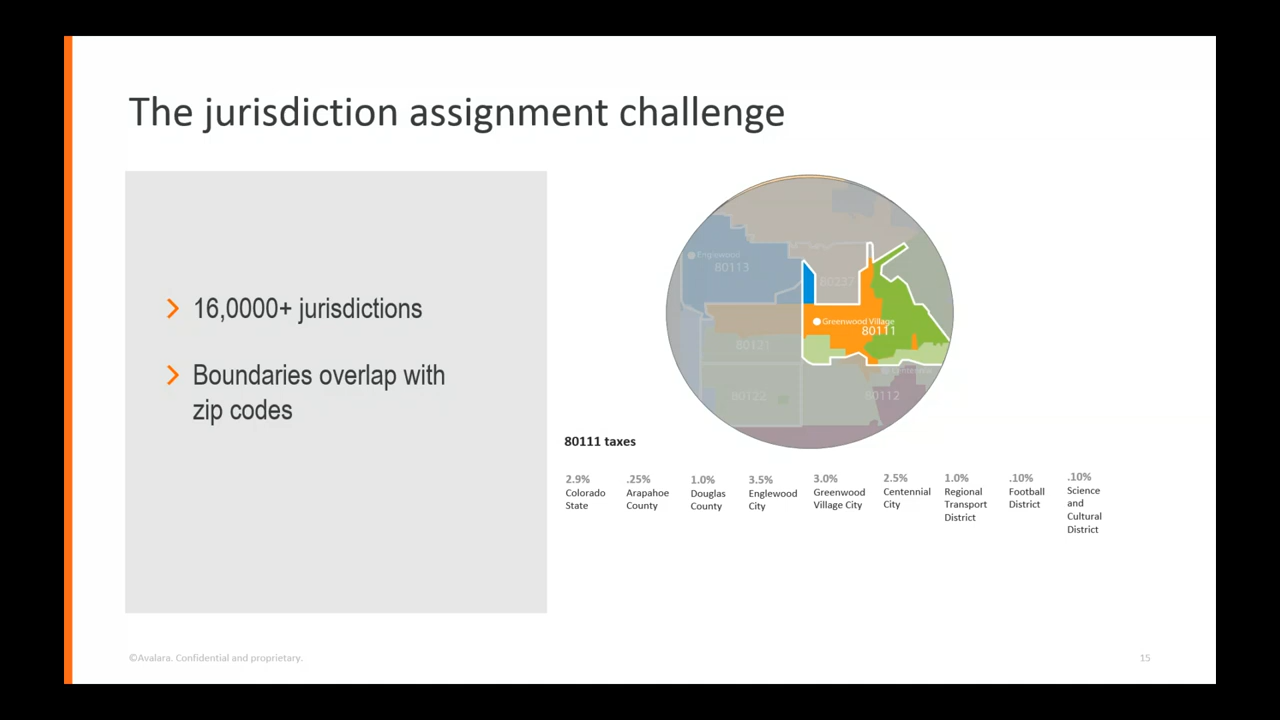 The jurisdiction assignment challenge
16,0000+ jurisdictions
Boundaries overlap with
zip codes
Englewood
80113
80237
Greenwood Village
80111
80121
Centennial
80122
80112
80111 taxes
2.9%
Colorado
State
.25%
Arapahoe
County
1.0%
Douglas
County
3.5%
Englewood
City
3.0%
Greenwood
Village City
2.5%
Centennial
City
1.0%
Regional
Transport
District
.10%
Football
District
.10%
Science
and
Cultural
District
©Avalara. Confidential and proprietary.
15